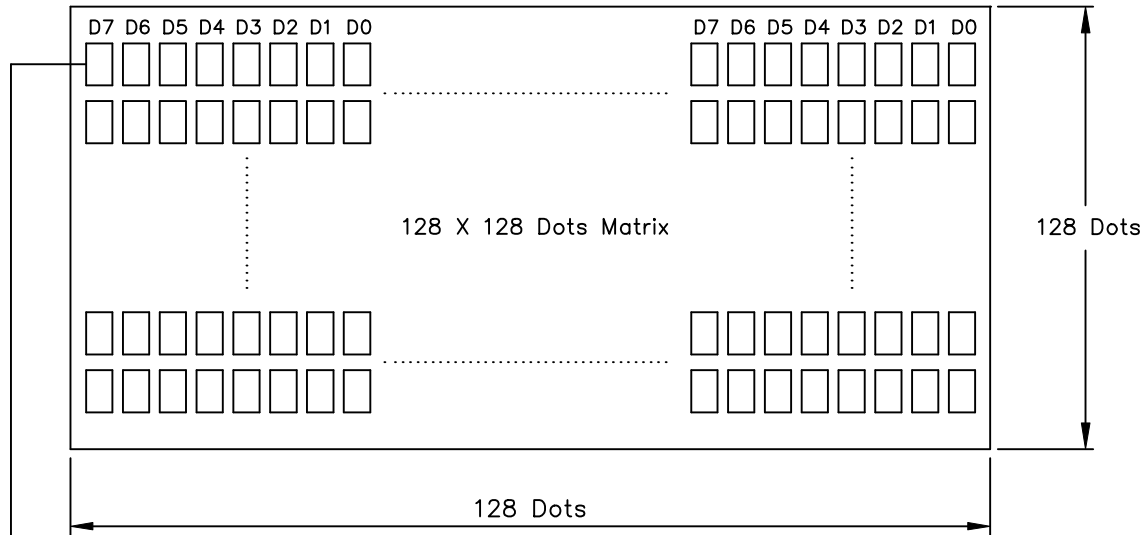 D7 D6 D5 D4 D3 D2 D1 D0 D7 D6 D5 D4 D3 D2 D1 D0
128 X 128 Dots Matrix
128 Dots
128 Dots